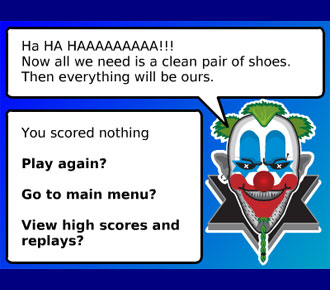 Ha HA HAAAAAAAAA!!!
Now all we need is a clean pair of shoes.
Then everything will be ours.
You scored nothing
Play again?
Go to main menu?
View high scores and
replays?